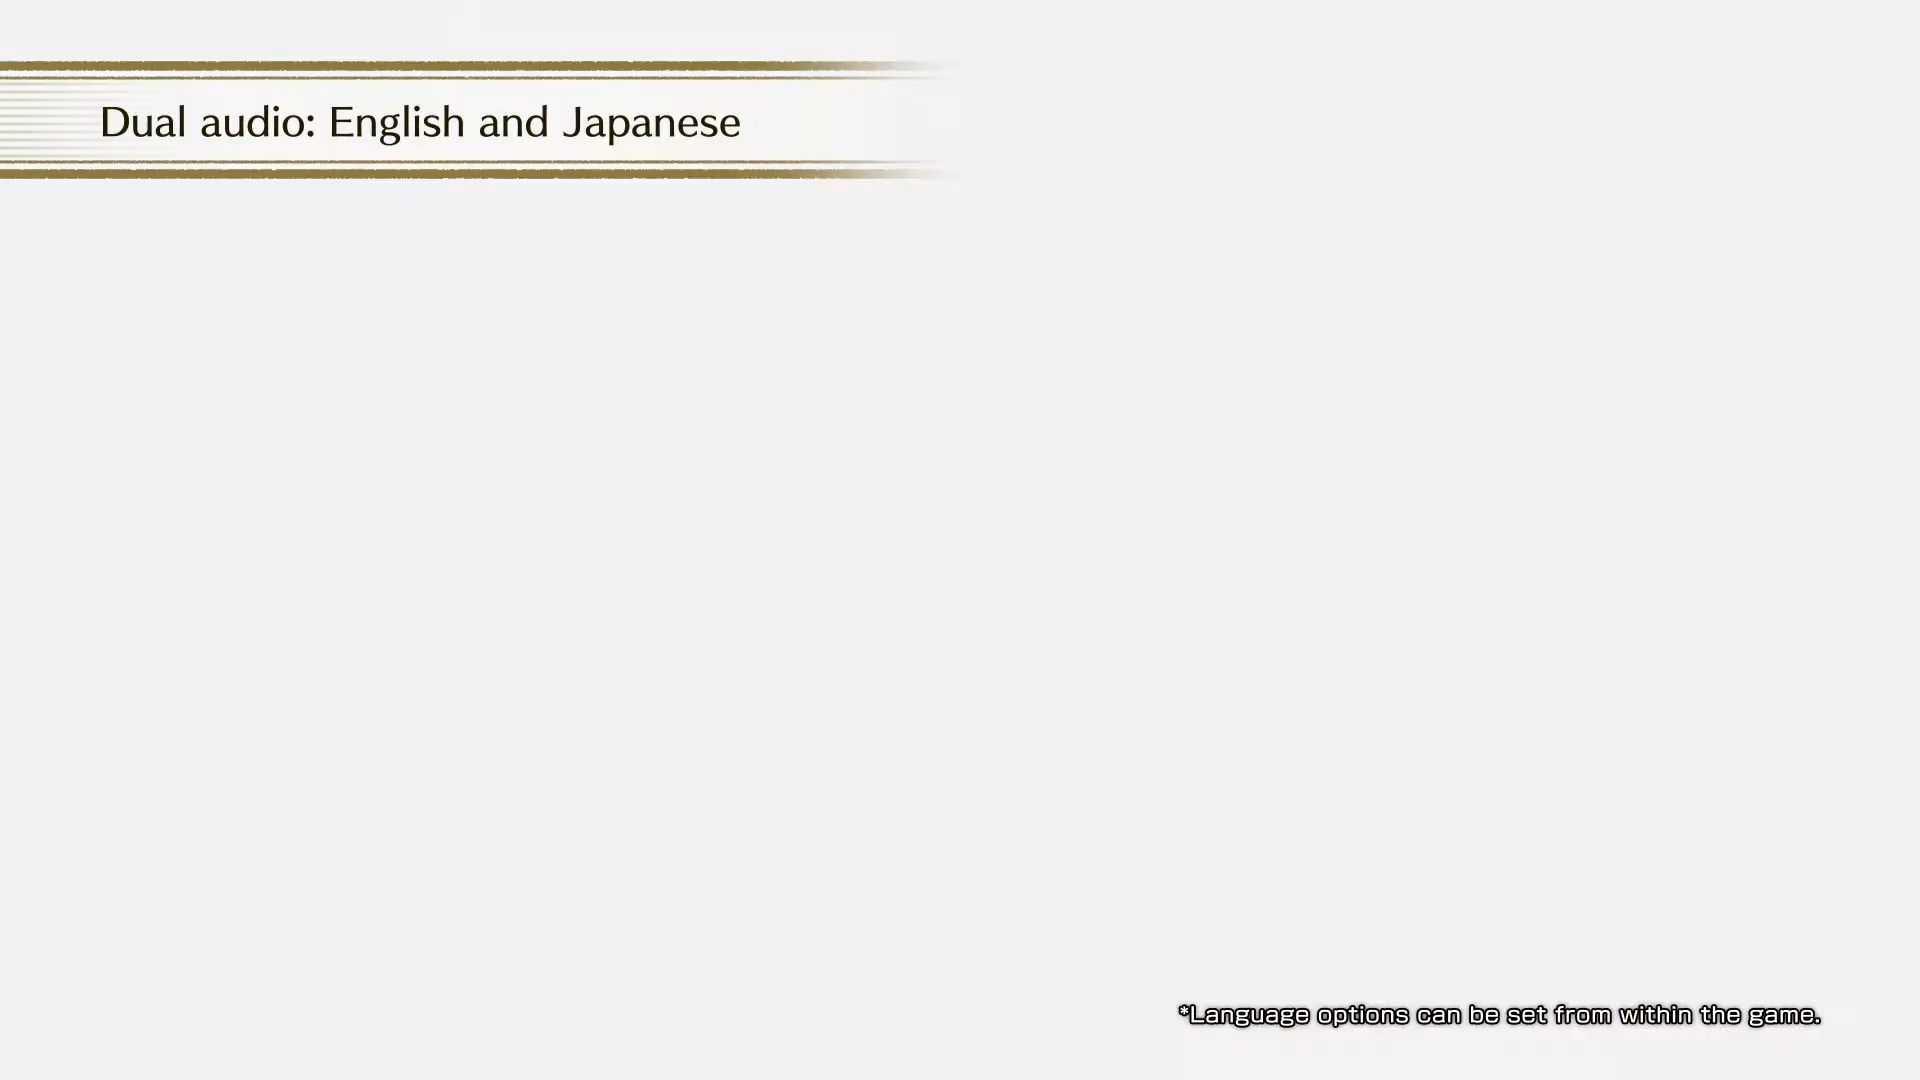 Dual audio: English and Japanese
*Language options can be set from within the game.